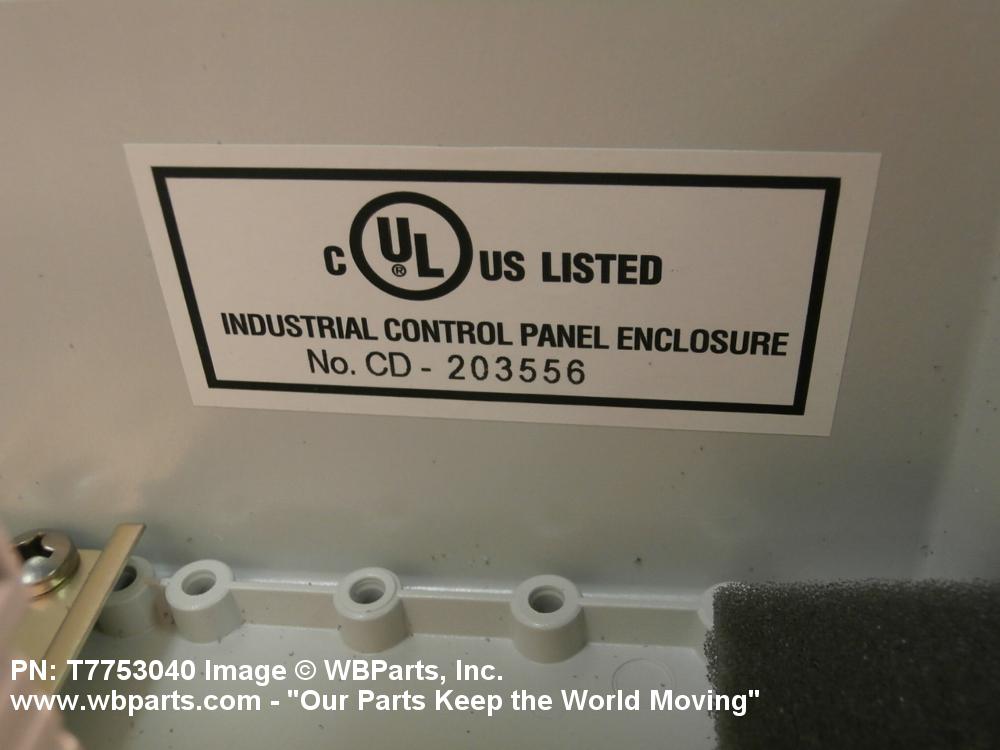 C UL® US LISTED
INDUSTRIAL CONTROL PANEL ENCLOSURE
No. CD - 203556
PN: T7753040 Image © WBParts, Inc.
www.wbparts.com - "Our Parts Keep the World Moving"